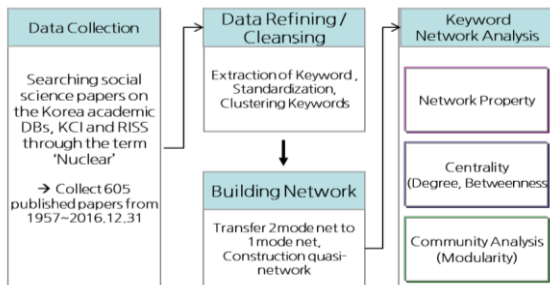 Data Collection
Searching social
science papers on
the Korea academic
DBs, KCI and RISS
through the term
‘Nuclear’
→ Collect 605
published papers from
1957~2016.12.31
Data Refining /
Cleansing
Extraction of Keyword,
Standardization,
Clustering Keywords
Building Network
Transfer 2mode net to
1mode net,
Construction quasi-
network
Keyword
Network Analysis
Network Property
Centrality
(Degree, Betweenness
Community Analysis
(Modularity)